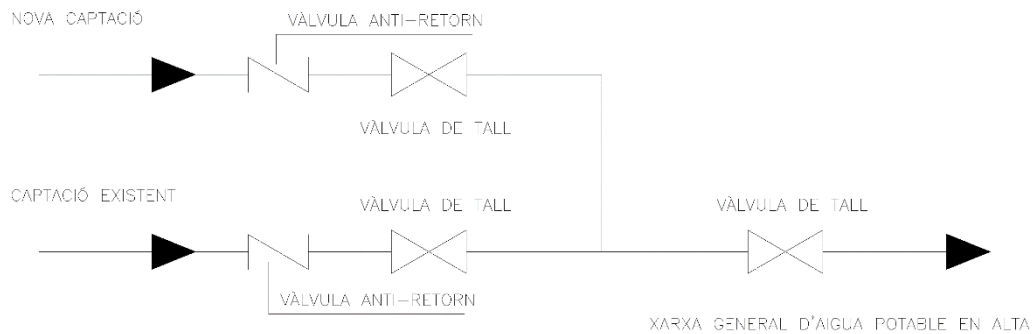 NOVA CAPTACIÓ
VÀLVULA ANTI-RETORN
VÀLVULA DE TALL
CAPTACIÓ EXISTENT
VÀLVULA DE TALL
VÀLVULA DE TALL
VÀLVULA ANTI-RETORN
XARXA GENERAL D'AIGUA POTABLE EN ALTA